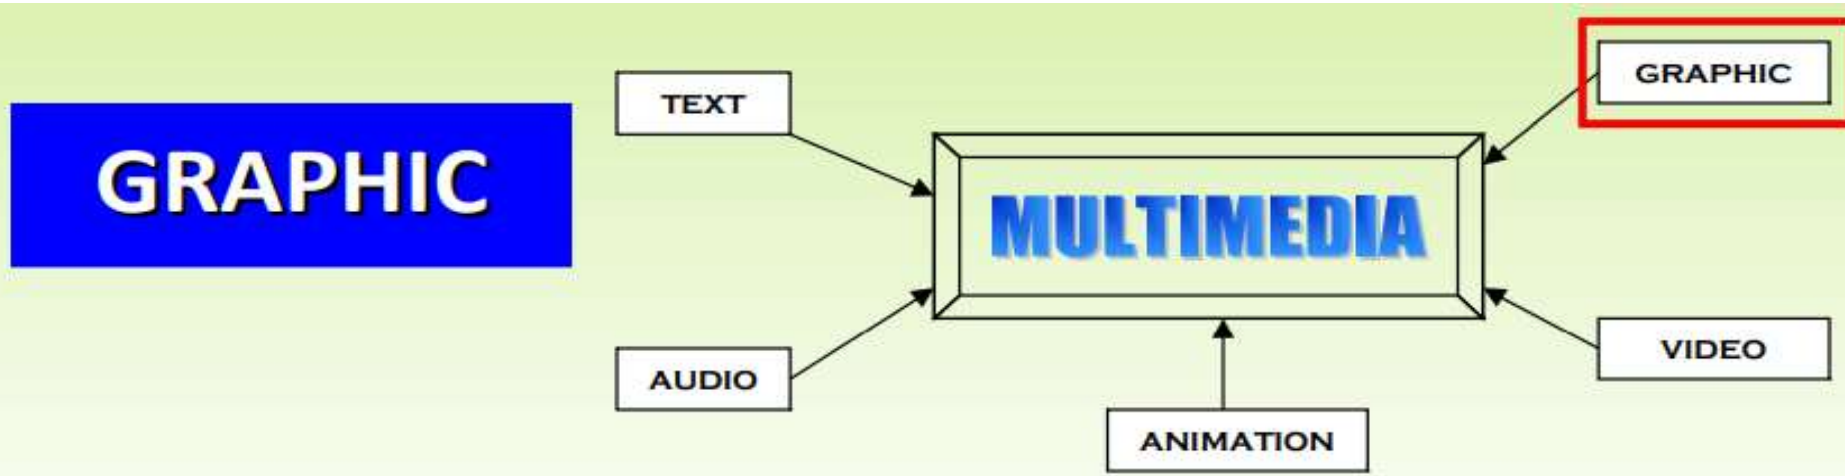 GRAPHIC
TEXT
GRAPHIC
MULTIMEDIA
AUDIO
VIDEO
ANIMATION